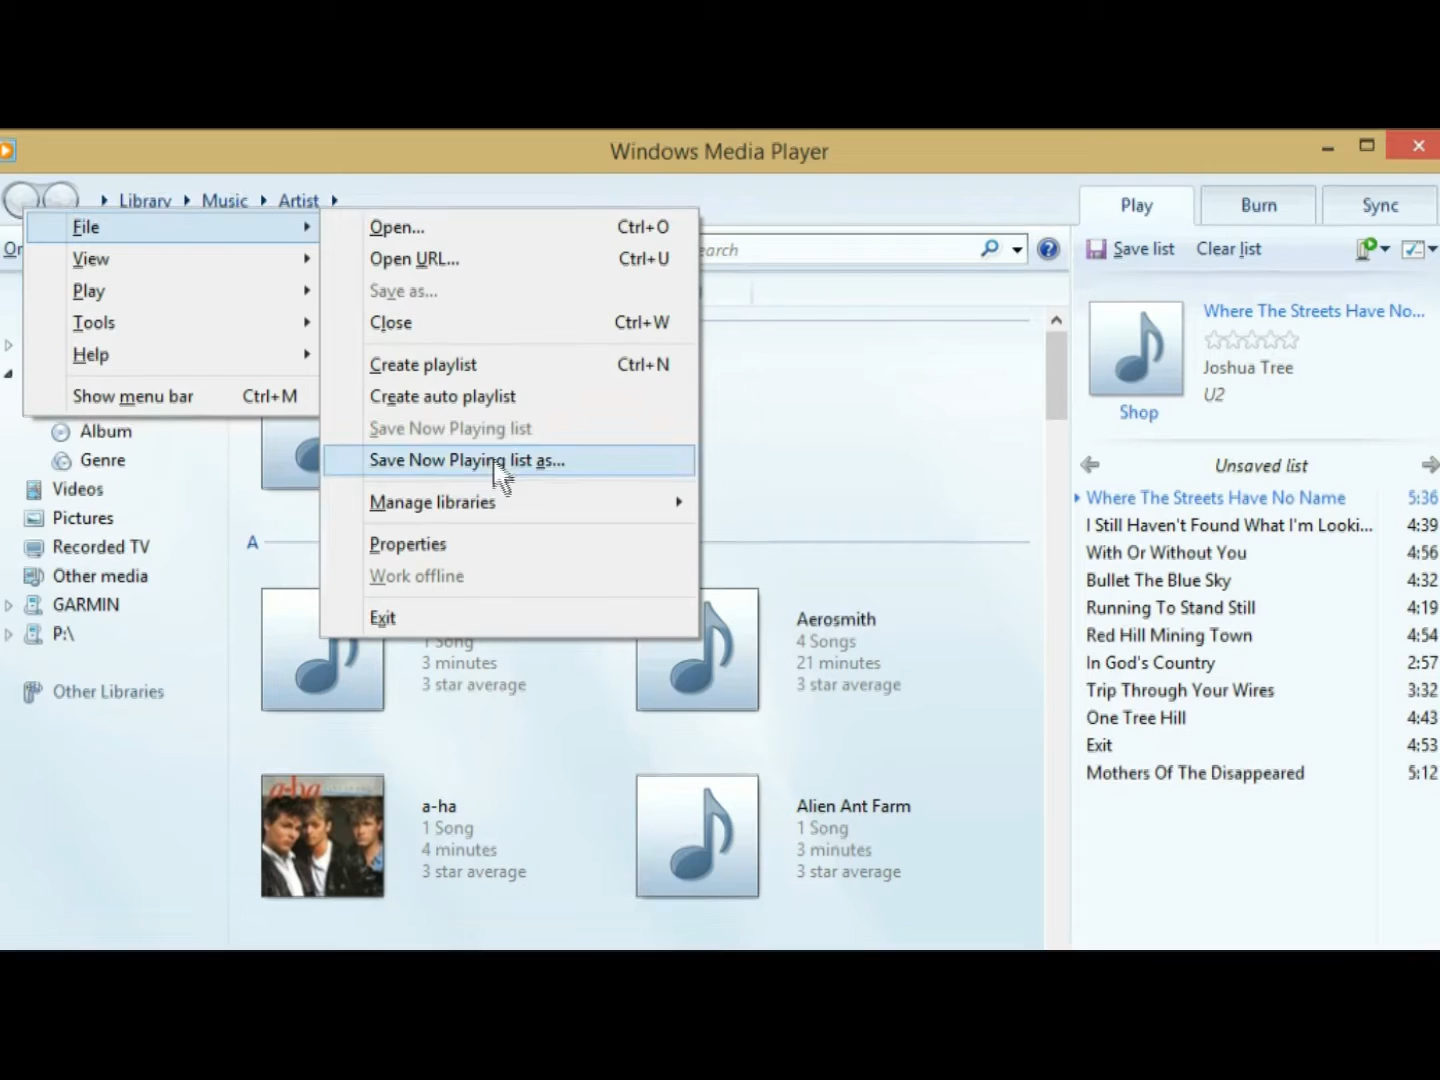 Windows Media Player
Library Music Artist
Play Burn Sync
File
View
Play
Tools
Help
Show menu bar Ctrl+M
Open... Ctrl+O
Open URL... Ctrl+U
Save as...
Close Ctrl+W
Create playlist Ctrl+N
Create auto playlist
Save Now Playing list
Save Now Playing list as...
Manage libraries
Properties
Work offline
Exit
Save list Clear list
Album
Genre
Videos
Pictures
Recorded TV
Other media
GARMIN
P:\
Other Libraries
A
1 Song
3 minutes
3 star average
Aerosmith
4 Songs
21 minutes
3 star average
a-ha
a-ha
1 Song
4 minutes
3 star average
Alien Ant Farm
1 Song
3 minutes
3 star average
Where The Streets Have No...
Joshua Tree
U2
Shop
Unsaved list
Where The Streets Have No Name 5:36
I Still Haven't Found What I'm Looki... 4:39
With Or Without You 4:56
Bullet The Blue Sky 4:32
Running To Stand Still 4:19
Red Hill Mining Town 4:54
In God's Country 2:57
Trip Through Your Wires 3:32
One Tree Hill 4:43
Exit 4:53
Mothers Of The Disappeared 5:12